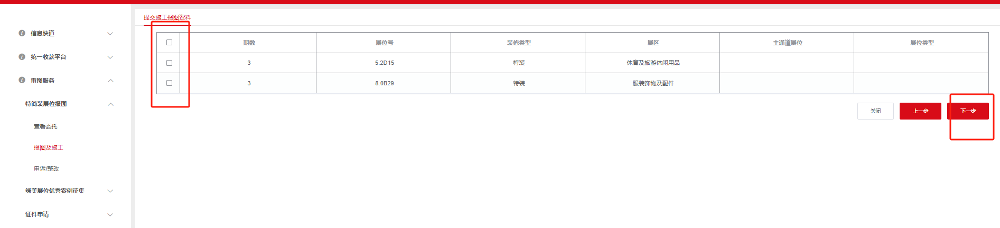 提交施工报图资料
信息快道
统一收款平台
审图服务
特简装展位报图
查看委托
报图及施工
申诉/整改
绿美展位优秀案例征集
证件申请
期数 展位号 装修类型 展区 主通道展位 展位类型
3 5.2D15 特装 体育及旅游休闲用品
3 8.0B29 特装 服装饰物及配件
关闭 上一步 下一步